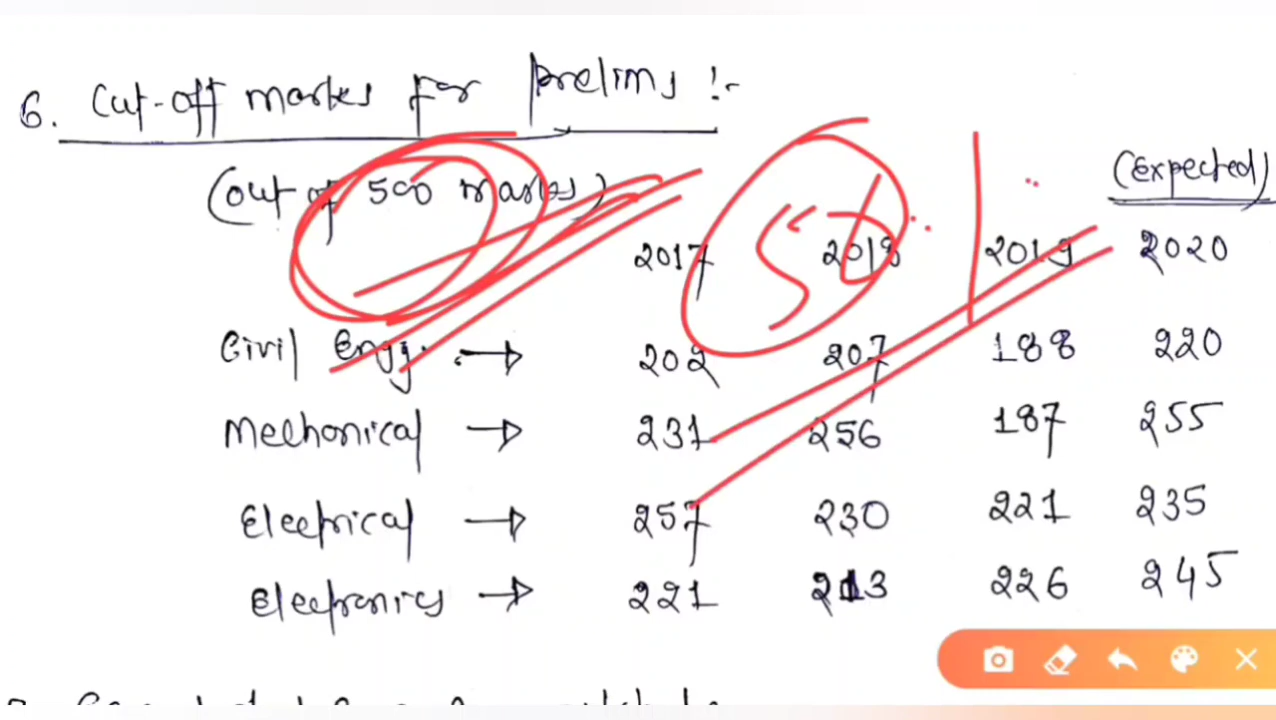 6. Cut-off marks for prelims :-
(out of 500 marks)
(Expected)
2017 2018 2019 2020
Civil Engg. → 202 207 188 220
Mechanical → 231 256 187 255
Electrical → 257 230 221 235
Electronics → 221 213 226 245